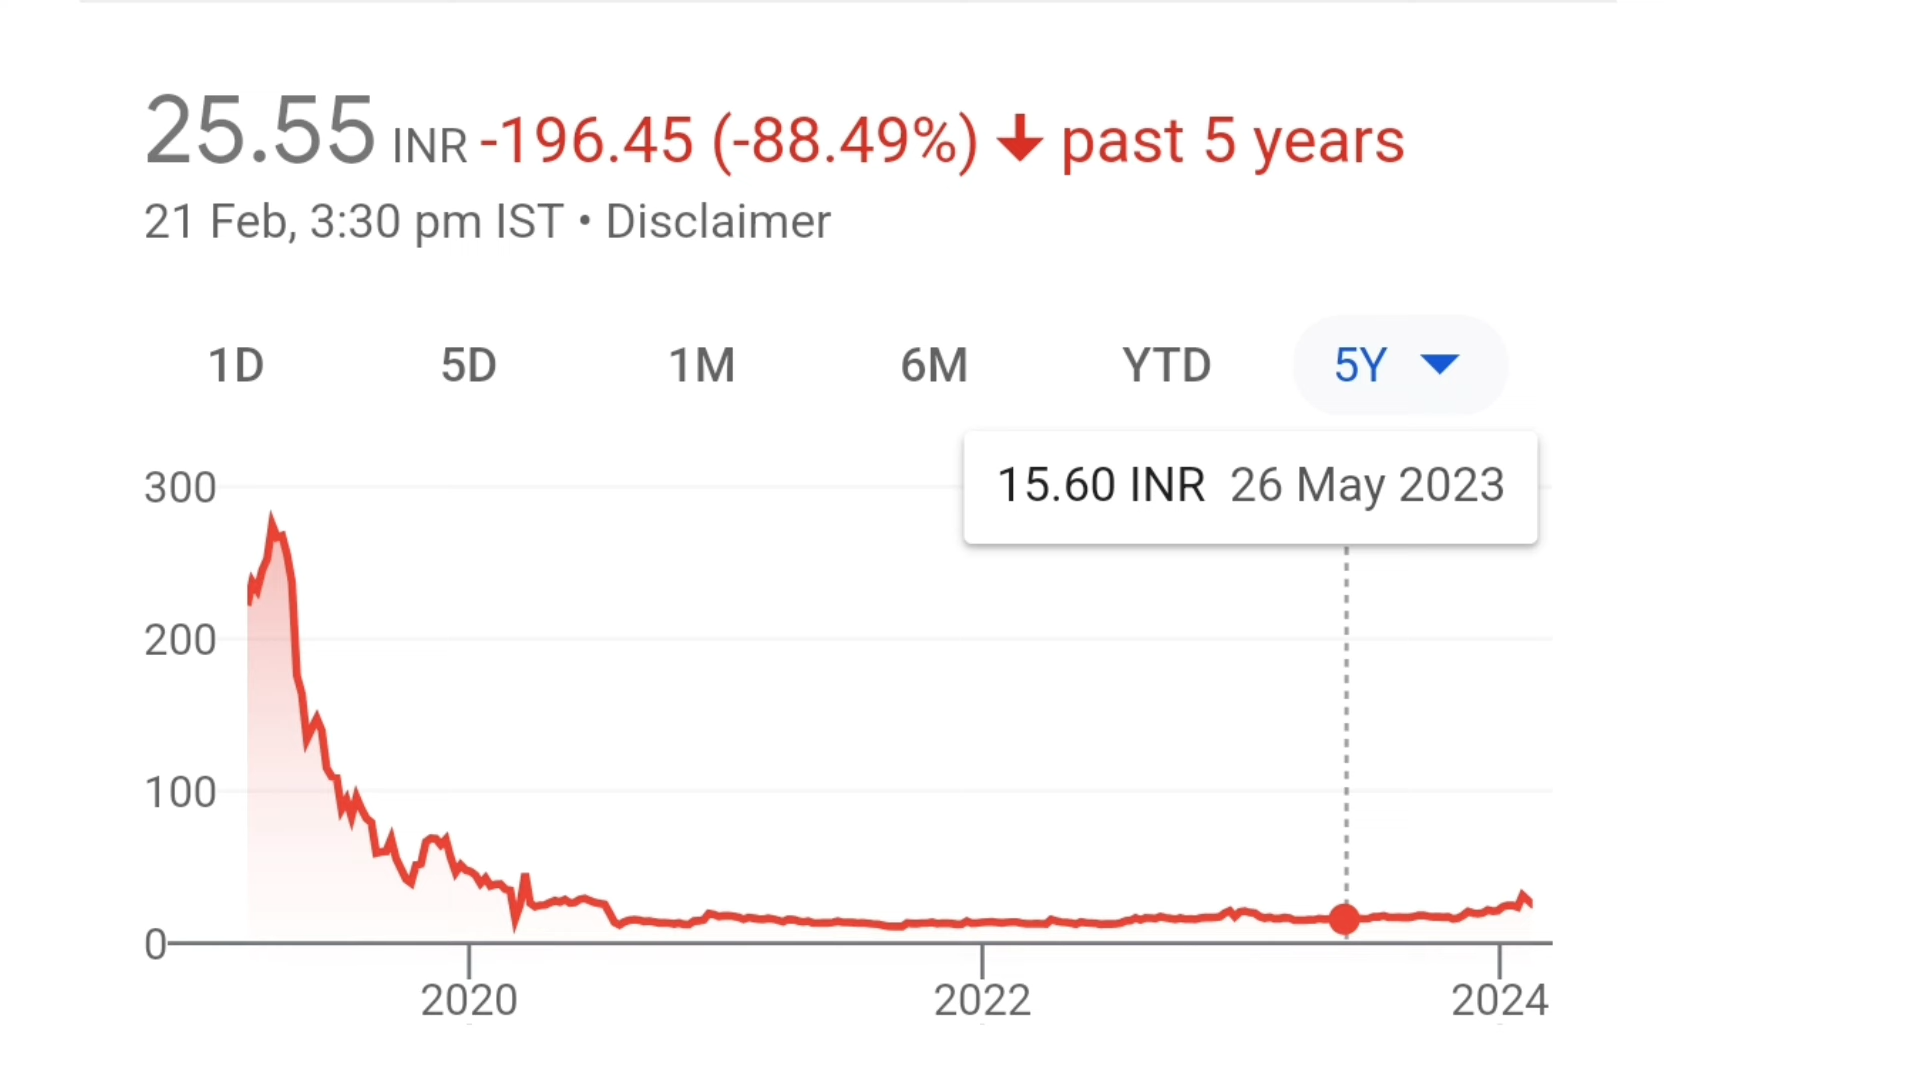 25.55 INR -196.45 (-88.49%) ↓ past 5 years
21 Feb, 3:30 pm IST • Disclaimer
1D 5D 1M 6M YTD 5Y
15.60 INR 26 May 2023
300
200
100
0
2020 2022 2024